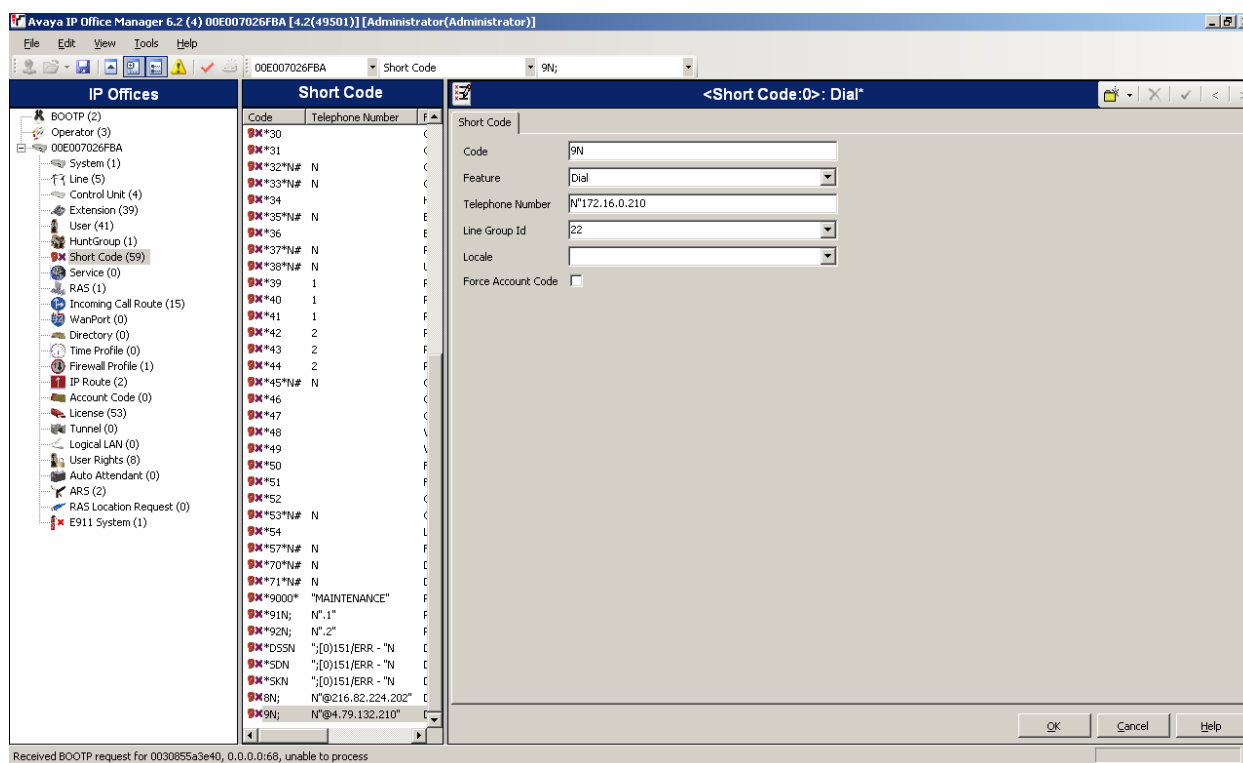 Avaya IP Office Manager 6.2 (4) 00E007026FBA [4.2(49501)] [Administrator(Administrator)]
File Edit View Tools Help
00E007026FBA Short Code 9N;
IP Offices
BOOTP (2)
Operator (3)
00E007026FBA
System (1)
Line (5)
Control Unit (4)
Extension (39)
User (41)
HuntGroup (1)
Short Code (59)
Service (0)
RAS (1)
Incoming Call Route (15)
WanPort (0)
Directory (0)
Time Profile (0)
Firewall Profile (1)
IP Route (2)
Account Code (0)
License (53)
Tunnel (0)
Logical LAN (0)
User Rights (8)
Auto Attendant (0)
ARS (2)
RAS Location Request (0)
E911 System (1)
Short Code
Code Telephone Number F
*30
*31
*32*N# N
*33*N# N
*34
*35*N# N
*36
*37*N# N
*38*N# N
*39 1
*40 1
*41 1
*42 2
*43 2
*44 2
*45*N# N
*46
*47
*48
*49
*50
*51
*52
*53*N# N
*54
*57*N# N
*70*N# N
*71*N# N
*9000* "MAINTENANCE"
*91N; N".1"
*92N; N".2"
*DSSN ";[0)151/ERR - "N
*SDN ";[0)151/ERR - "N
*SKN ";[0)151/ERR - "N
8N; N"@216.82.224.202"
9N; N"@4.79.132.210"
<Short Code:0>: Dial*
Short Code
Code 9N
Feature Dial
Telephone Number N"172.16.0.210
Line Group Id 22
Locale
Force Account Code
OK Cancel Help
Received BOOTP request for 0030855a3e40, 0.0.0.0:68, unable to process